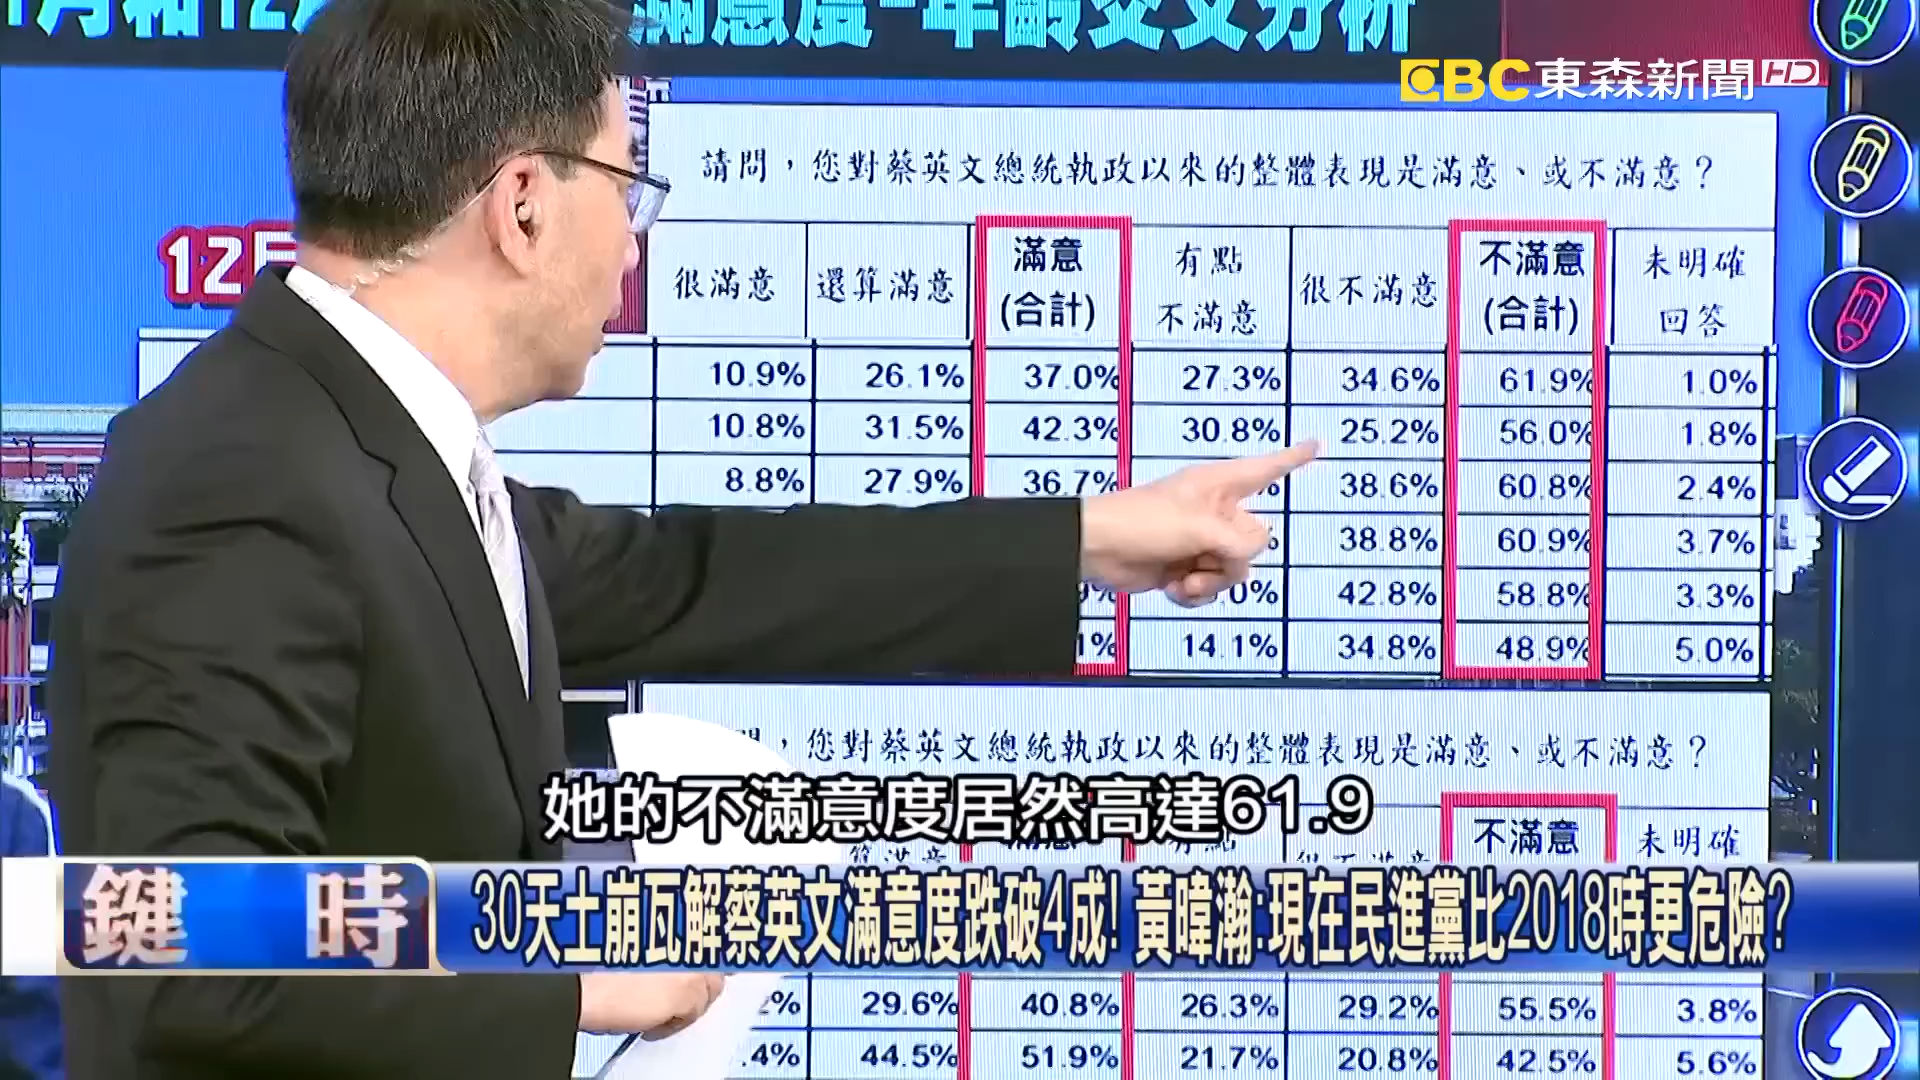 1月和12月
滿意度-年齡交叉分析
EBC東森新聞HD
請問，您對蔡英文總統執政以來的整體表現是滿意、或不滿意？
12月
很滿意 還算滿意 滿意(合計) 有點不滿意 很不滿意 不滿意(合計) 未明確回答
10.9% 26.1% 37.0% 27.3% 34.6% 61.9% 1.0%
10.8% 31.5% 42.3% 30.8% 25.2% 56.0% 1.8%
8.8% 27.9% 36.7% 38.6% 60.8% 2.4%
38.8% 60.9% 3.7%
42.8% 58.8% 3.3%
14.1% 34.8% 48.9% 5.0%
，您對蔡英文總統執政以來的整體表現是滿意、或不滿意？
不滿意 未明確
她的不滿意度居然高達61.9
鍵 時
30天土崩瓦解蔡英文滿意度跌破4成!黃暐瀚:現在民進黨比2018時更危險?
29.6% 40.8% 26.3% 29.2% 55.5% 3.8%
44.5% 51.9% 21.7% 20.8% 42.5% 5.6%